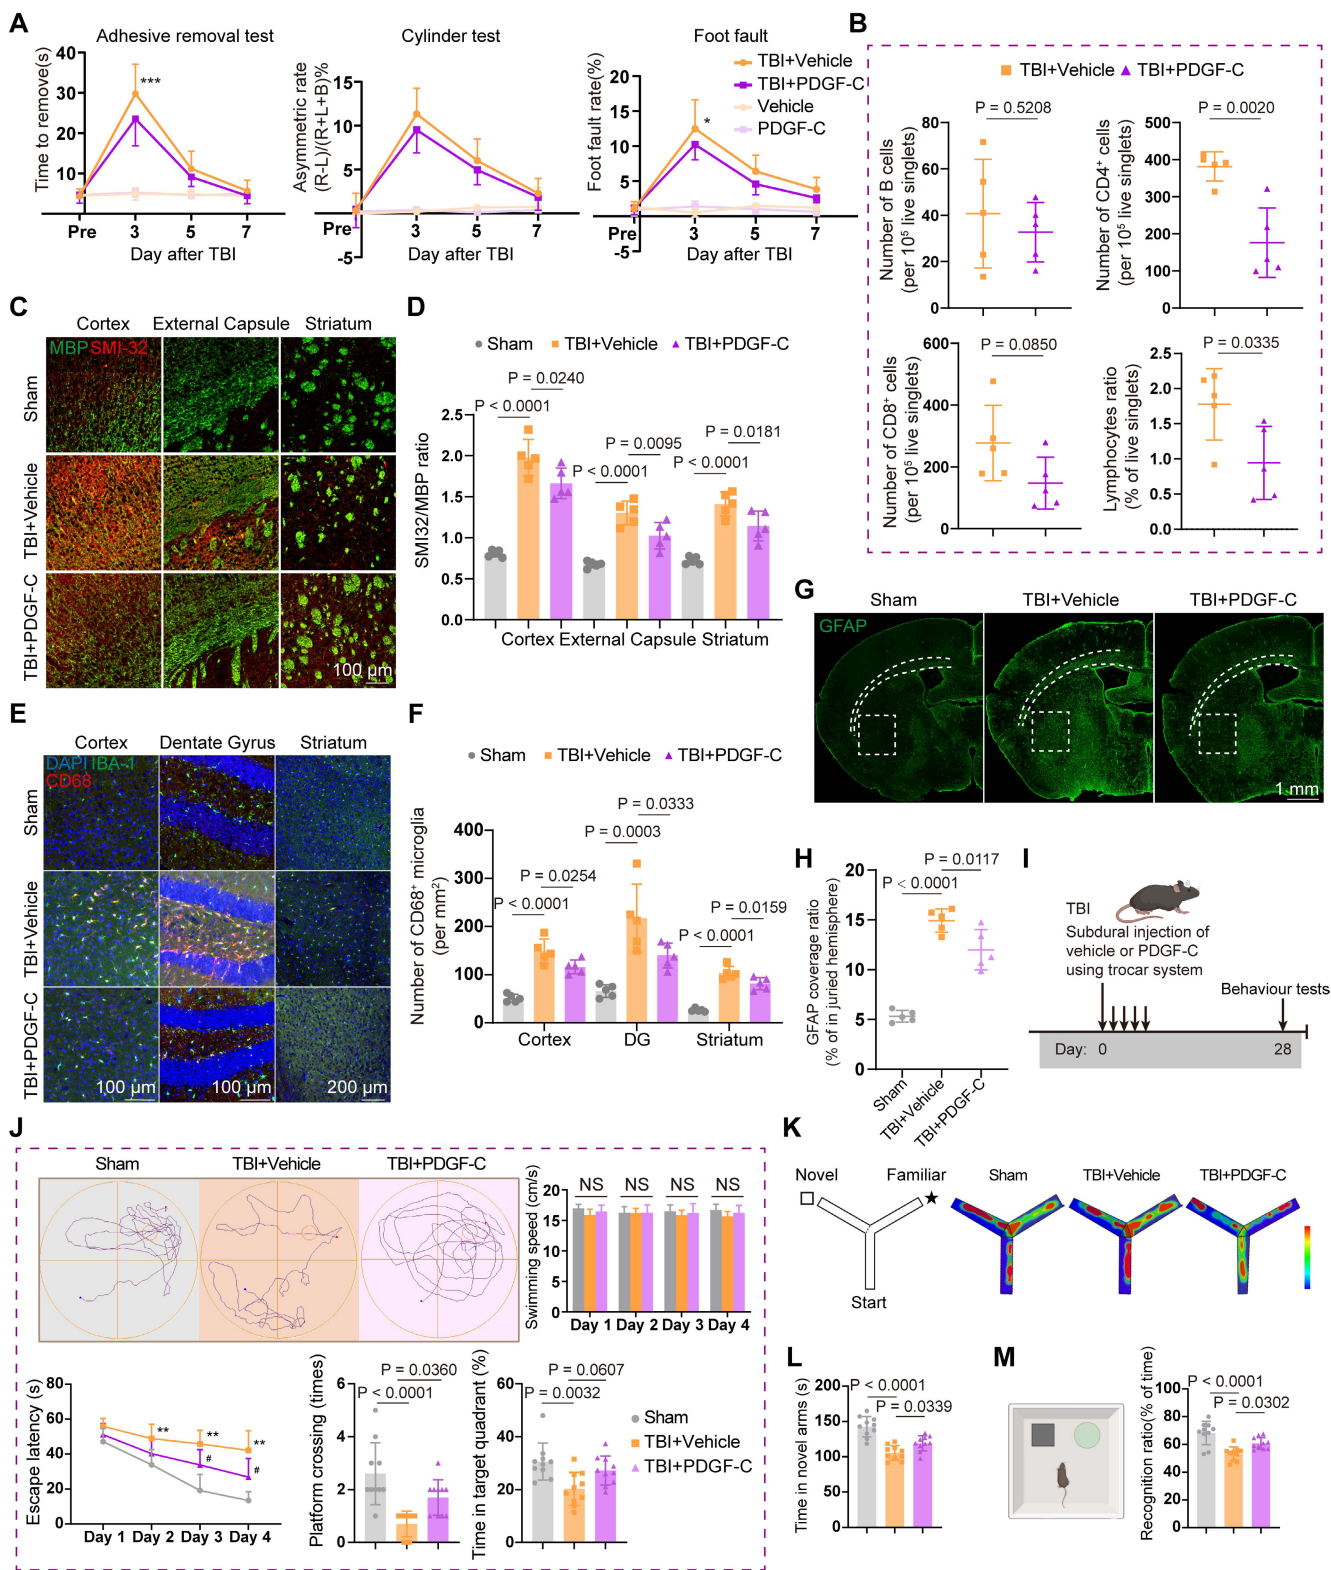 A
Adhesive removal test
Time to remove(s)
40
30
20
10
***
Pre
3
5
7
Day after TBI
Cylinder test
Asymmetric rate
(R-L)/(R+L+B)%
15
10
5
-5
Pre
3
5
7
Day after TBI
Foot fault
Foot fault rate(%)
20
15
10
5
-5
*
TBI+Vehicle
TBI+PDGF-C
Vehicle
PDGF-C
Pre
3
5
7
Day after TBI
B
TBI+Vehicle
TBI+PDGF-C
P = 0.5208
Number of B cells
(per 10⁵ live singlets)
80
60
40
20
0
P = 0.0020
Number of CD4⁺ cells
(per 10⁵ live singlets)
500
400
300
200
100
0
P = 0.0850
Number of CD8⁺ cells
(per 10⁵ live singlets)
600
400
200
0
P = 0.0335
Lymphocytes ratio
(% of live singlets)
2.5
2.0
1.5
1.0
0.5
0.0
C
Cortex
External Capsule
Striatum
MBP SMI-32
Sham
TBI+Vehicle
TBI+PDGF-C
100 μm
D
Sham
TBI+Vehicle
TBI+PDGF-C
SMI32/MBP ratio
2.5
2.0
1.5
1.0
0.5
0.0
P = 0.0240
P < 0.0001
P = 0.0095
P < 0.0001
P = 0.0181
P < 0.0001
Cortex
External Capsule
Striatum
E
Cortex
Dentate Gyrus
Striatum
DAPI IBA-1
CD68
Sham
TBI+Vehicle
TBI+PDGF-C
100 μm
100 μm
200 μm
F
Sham
TBI+Vehicle
TBI+PDGF-C
Number of CD68⁺ microglia
(per mm²)
400
300
200
100
0
P = 0.0254
P < 0.0001
P = 0.0333
P = 0.0003
P = 0.0159
P < 0.0001
Cortex
DG
Striatum
G
Sham
TBI+Vehicle
TBI+PDGF-C
GFAP
1 mm
H
GFAP coverage ratio
(% of in juried hemisphere)
20
15
10
5
0
P = 0.0117
P < 0.0001
Sham
TBI+Vehicle
TBI+PDGF-C
I
TBI
Subdural injection of
vehicle or PDGF-C
using trocar system
Behaviour tests
Day:
0
28
J
Sham
TBI+Vehicle
TBI+PDGF-C
Swimming speed (cm/s)
20
15
10
5
0
NS
NS
NS
NS
Day 1
Day 2
Day 3
Day 4
Escape latency (s)
80
60
40
20
0
**
**
**
#
#
Day 1
Day 2
Day 3
Day 4
Platform crossing (times)
6
4
2
0
P = 0.0360
P < 0.0001
Time in target quadrant (%)
60
40
20
0
P = 0.0607
P = 0.0032
Sham
TBI+Vehicle
TBI+PDGF-C
K
Novel
Familiar
Start
Sham
TBI+Vehicle
TBI+PDGF-C
L
Time in novel arms (s)
200
150
100
50
0
P < 0.0001
P = 0.0339
M
Recognition ratio(% of time)
100
80
60
40
20
0
P < 0.0001
P = 0.0302